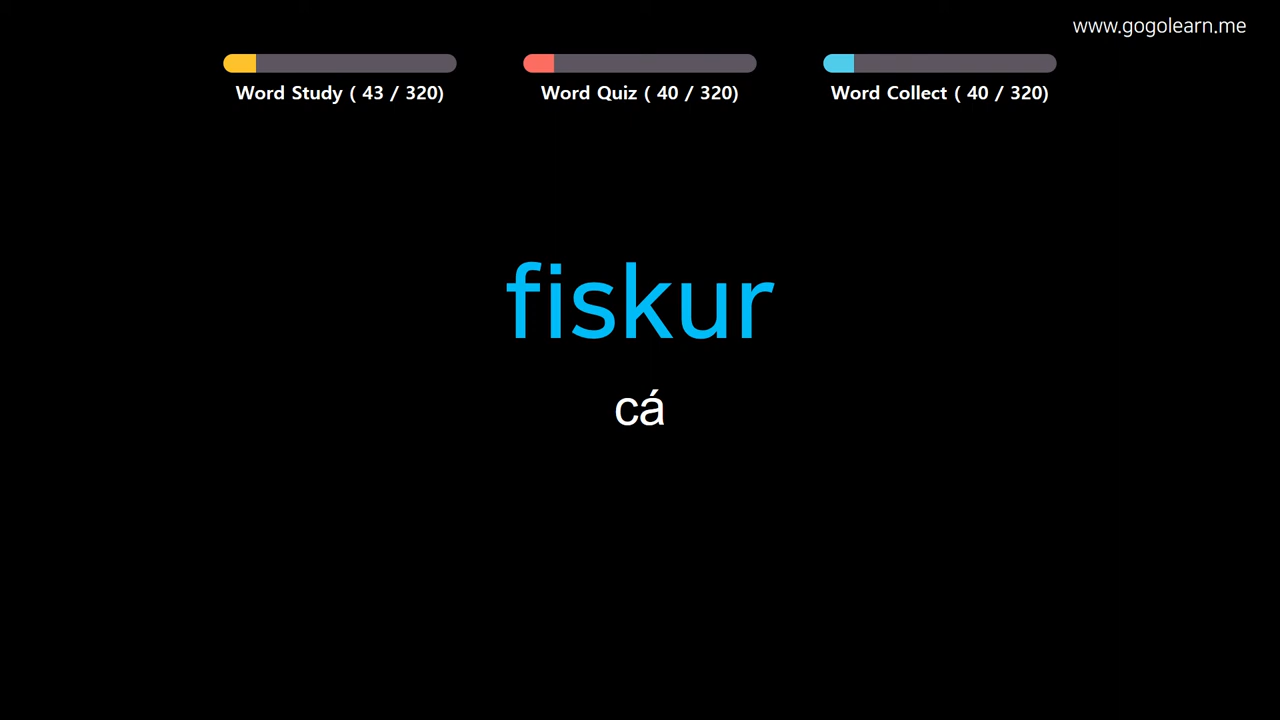 www.gogolearn.me
Word Study ( 43 / 320)
Word Quiz ( 40 / 320)
Word Collect ( 40 / 320)
fiskur
cá